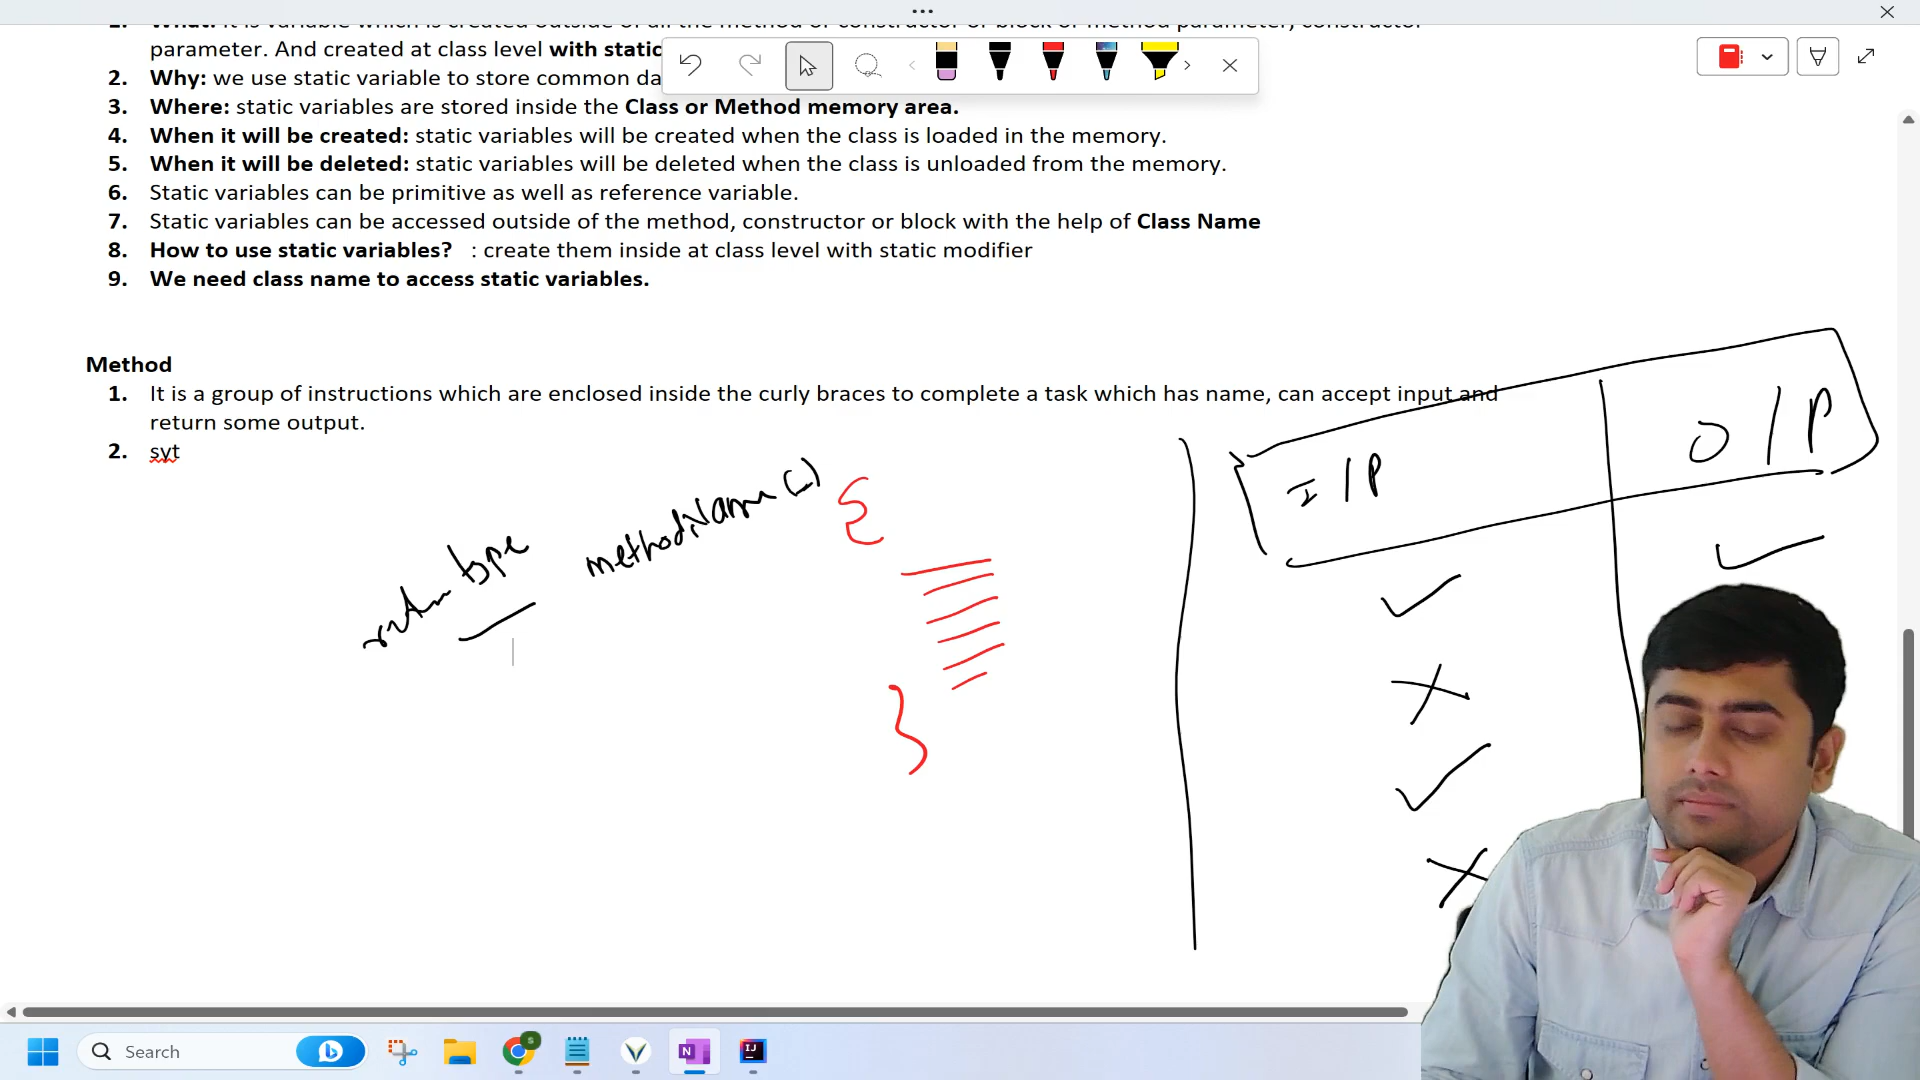 parameter. And created at class level with static
2. Why: we use static variable to store common da
3. Where: static variables are stored inside the Class or Method memory area.
4. When it will be created: static variables will be created when the class is loaded in the memory.
5. When it will be deleted: static variables will be deleted when the class is unloaded from the memory.
6. Static variables can be primitive as well as reference variable.
7. Static variables can be accessed outside of the method, constructor or block with the help of Class Name
8. How to use static variables? : create them inside at class level with static modifier
9. We need class name to access static variables.
Method
1. It is a group of instructions which are enclosed inside the curly braces to complete a task which has name, can accept input and
return some output.
2. syt
return type methodName () {
}
I/P O/P
Search